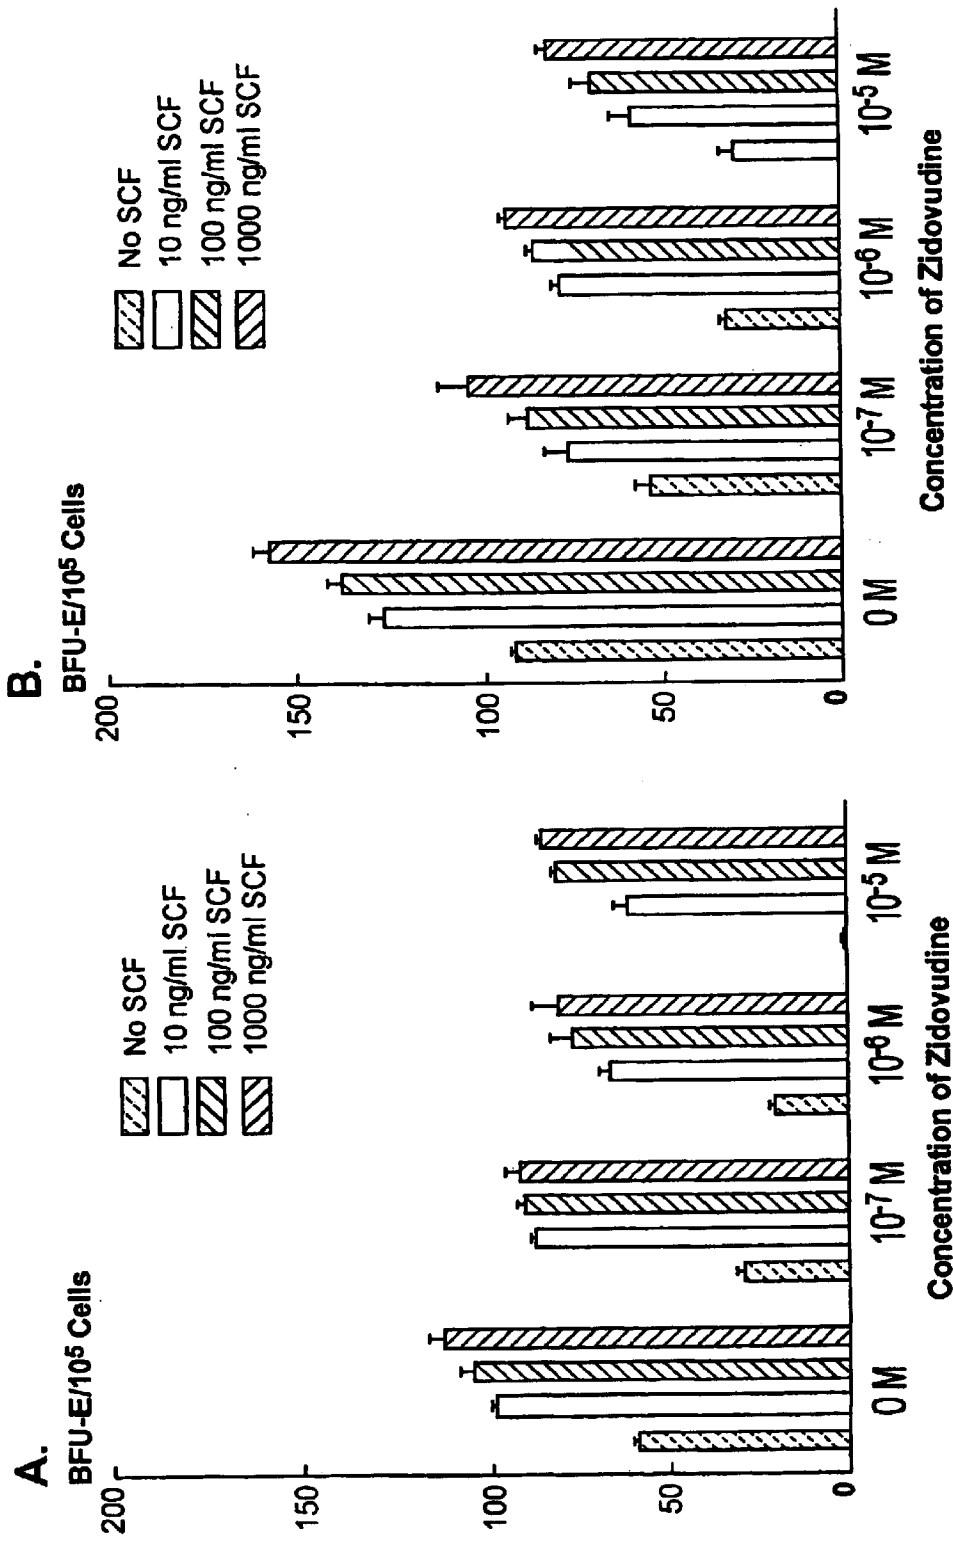 A.
BFU-E/10⁵ Cells
200
150
100
50
0
No SCF
10 ng/ml SCF
100 ng/ml SCF
1000 ng/ml SCF
0 M
10⁻⁷ M
10⁻⁶ M
10⁻⁵ M
Concentration of Zidovudine
B.
BFU-E/10⁵ Cells
200
150
100
50
0
No SCF
10 ng/ml SCF
100 ng/ml SCF
1000 ng/ml SCF
0 M
10⁻⁷ M
10⁻⁶ M
10⁻⁵ M
Concentration of Zidovudine